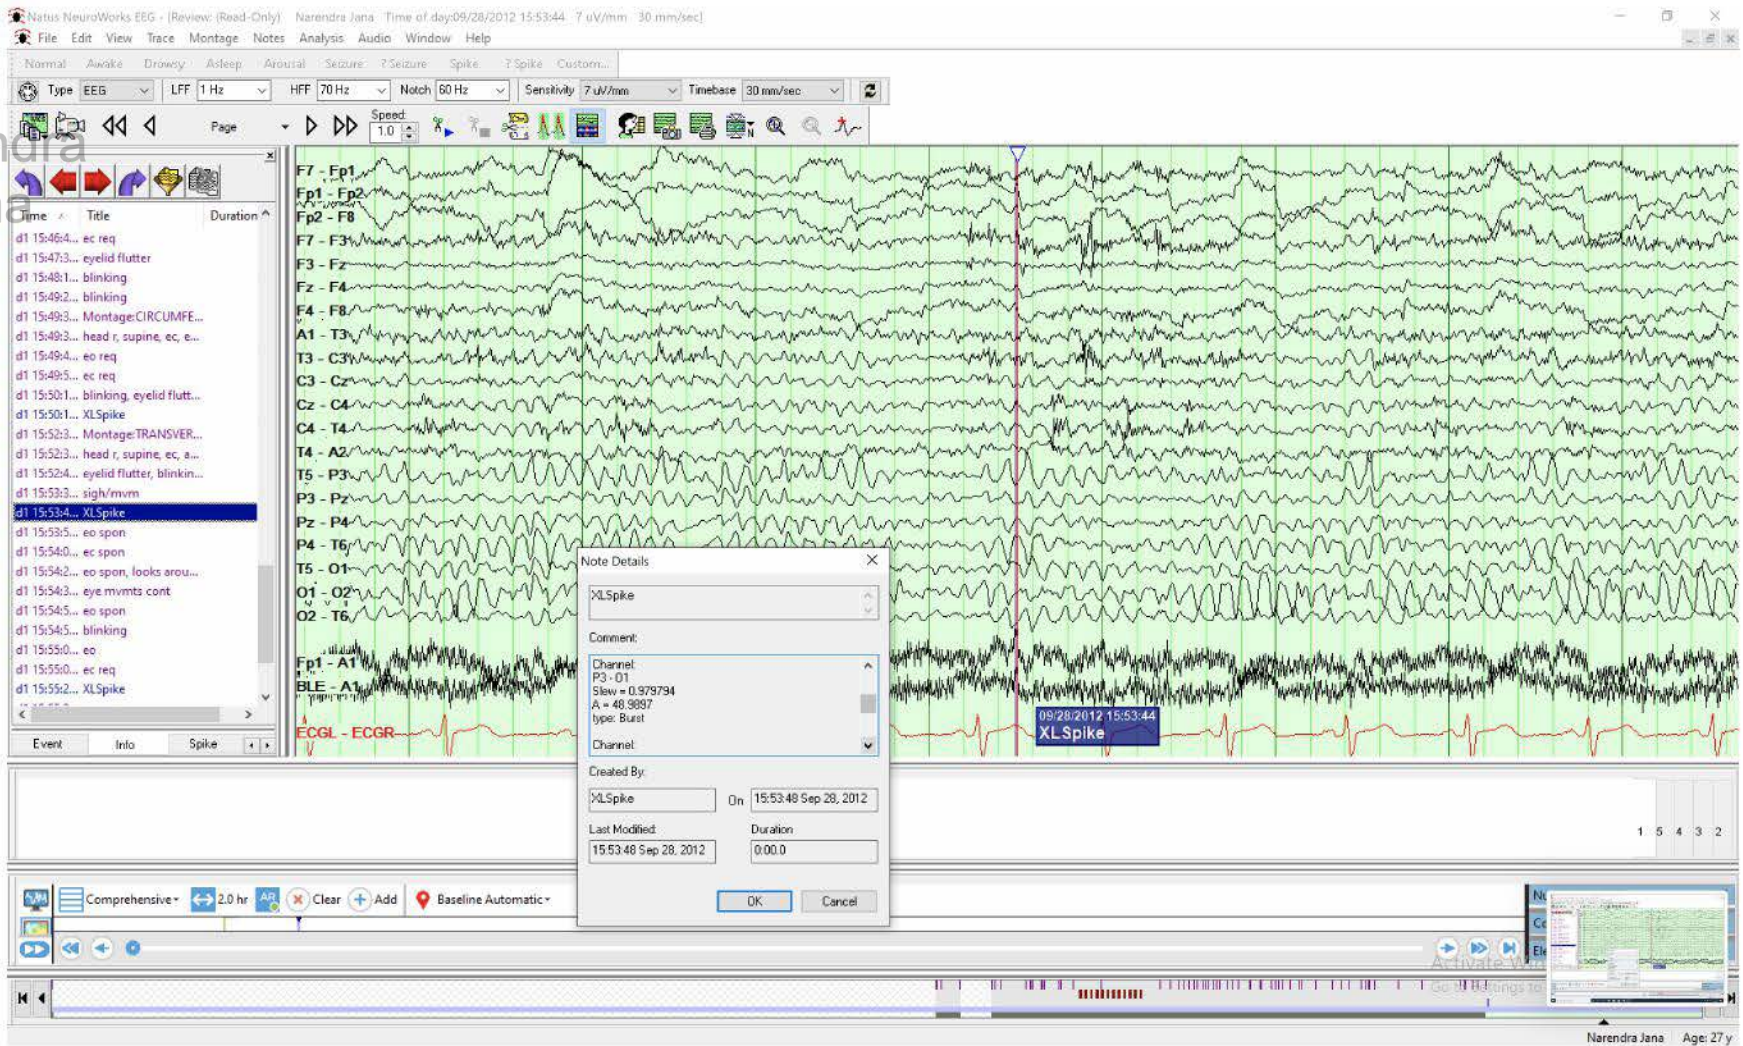 Natus NeuroWorks EEG - [Review: (Read-Only) Narendra Jana Time of day:09/28/2012 15:53:44 7 uV/mm 30 mm/sec]
File Edit View Trace Montage Notes Analysis Audio Window Help
Normal Awake Drowsy Asleep Arousal Seizure ?Seizure Spike ?Spike Custom...
Type EEG LFF 1 Hz HFF 70 Hz Notch 60 Hz Sensitivity 7 uV/mm Timebase 30 mm/sec
Page Speed: 1.0
Time Title Duration
d1 15:46:4... ec req
d1 15:47:3... eyelid flutter
d1 15:48:1... blinking
d1 15:49:2... blinking
d1 15:49:3... Montage:CIRCUMFE...
d1 15:49:3... head r, supine, ec, e...
d1 15:49:4... eo req
d1 15:49:5... ec req
d1 15:50:1... blinking, eyelid flutt...
d1 15:50:1... XLSpike
d1 15:52:3... Montage:TRANSVER...
d1 15:52:3... head r, supine, ec, a...
d1 15:52:4... eyelid flutter, blinkin...
d1 15:53:3... sigh/mvm
d1 15:53:4... XLSpike
d1 15:53:5... eo spon
d1 15:54:0... ec spon
d1 15:54:2... eo spon, looks arou...
d1 15:54:3... eye mvmts cont
d1 15:54:5... eo spon
d1 15:54:5... blinking
d1 15:55:0... eo
d1 15:55:0... ec req
d1 15:55:2... XLSpike
Event Info Spike
F7 - Fp1
Fp1 - Fp2
Fp2 - F8
F7 - F3
F3 - Fz
Fz - F4
F4 - F8
A1 - T3
T3 - C3
C3 - Cz
Cz - C4
C4 - T4
T4 - A2
T5 - P3
P3 - Pz
Pz - P4
P4 - T6
T5 - O1
O1 - O2
O2 - T6
Fp1 - A1
BLE - A1
ECGL - ECGR
09/28/2012 15:53:44
XLSpike
Note Details
XLSpike
Comment:
Channel:
P3 - O1
Slew = 0.979794
A = 48.9897
type: Burst
Channel:
Created By:
XLSpike On 15:53:48 Sep 28, 2012
Last Modified: Duration
15:53:48 Sep 28, 2012 0:00.0
OK Cancel
1 5 4 3 2
Comprehensive 2.0 hr AR Clear Add Baseline Automatic
Narendra Jana Age: 27 y